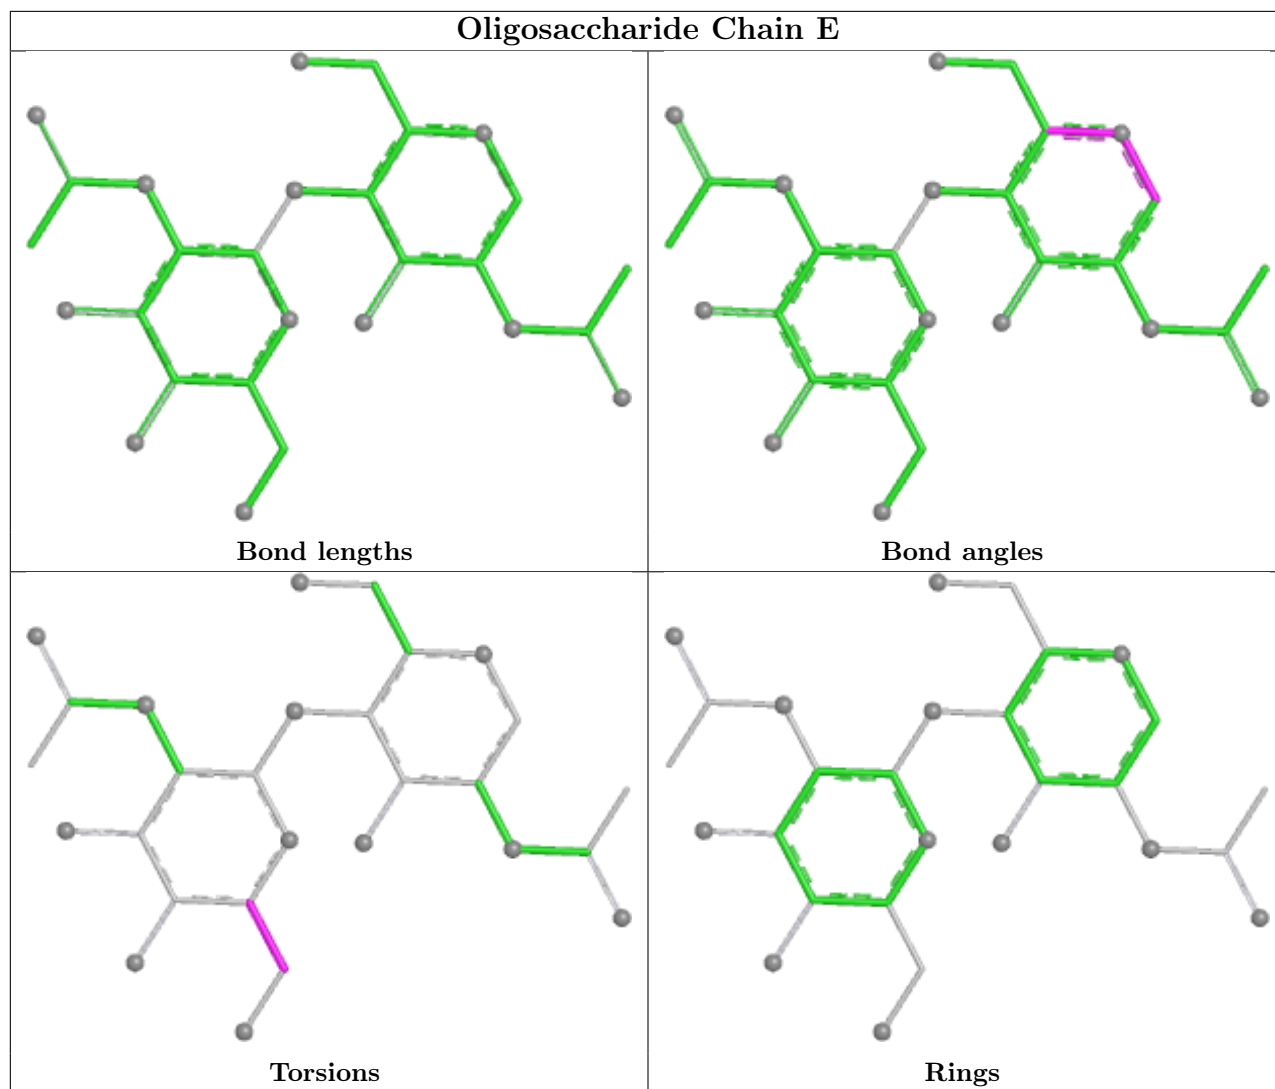 Oligosaccharide Chain E
Bond lengths
Bond angles
Torsions
Rings